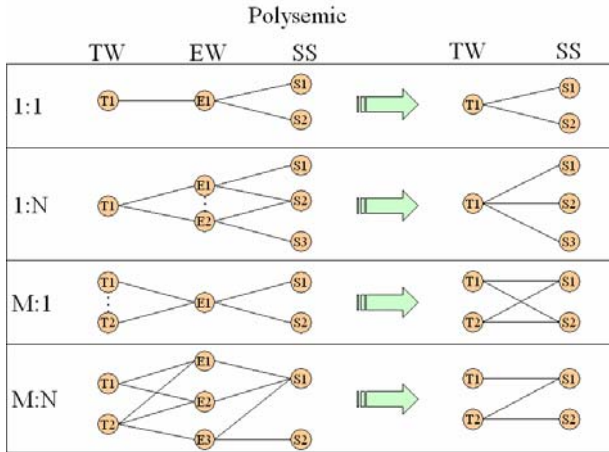 Polysemic
TW EW SS TW SS
1:1 T1 E1 S1 S2 T1 S1 S2
1:N T1 E1 E2 S1 S2 S3 T1 S1 S2 S3
M:1 T1 T2 E1 S1 S2 T1 T2 S1 S2
M:N T1 T2 E1 E2 E3 S1 S2 T1 T2 S1 S2